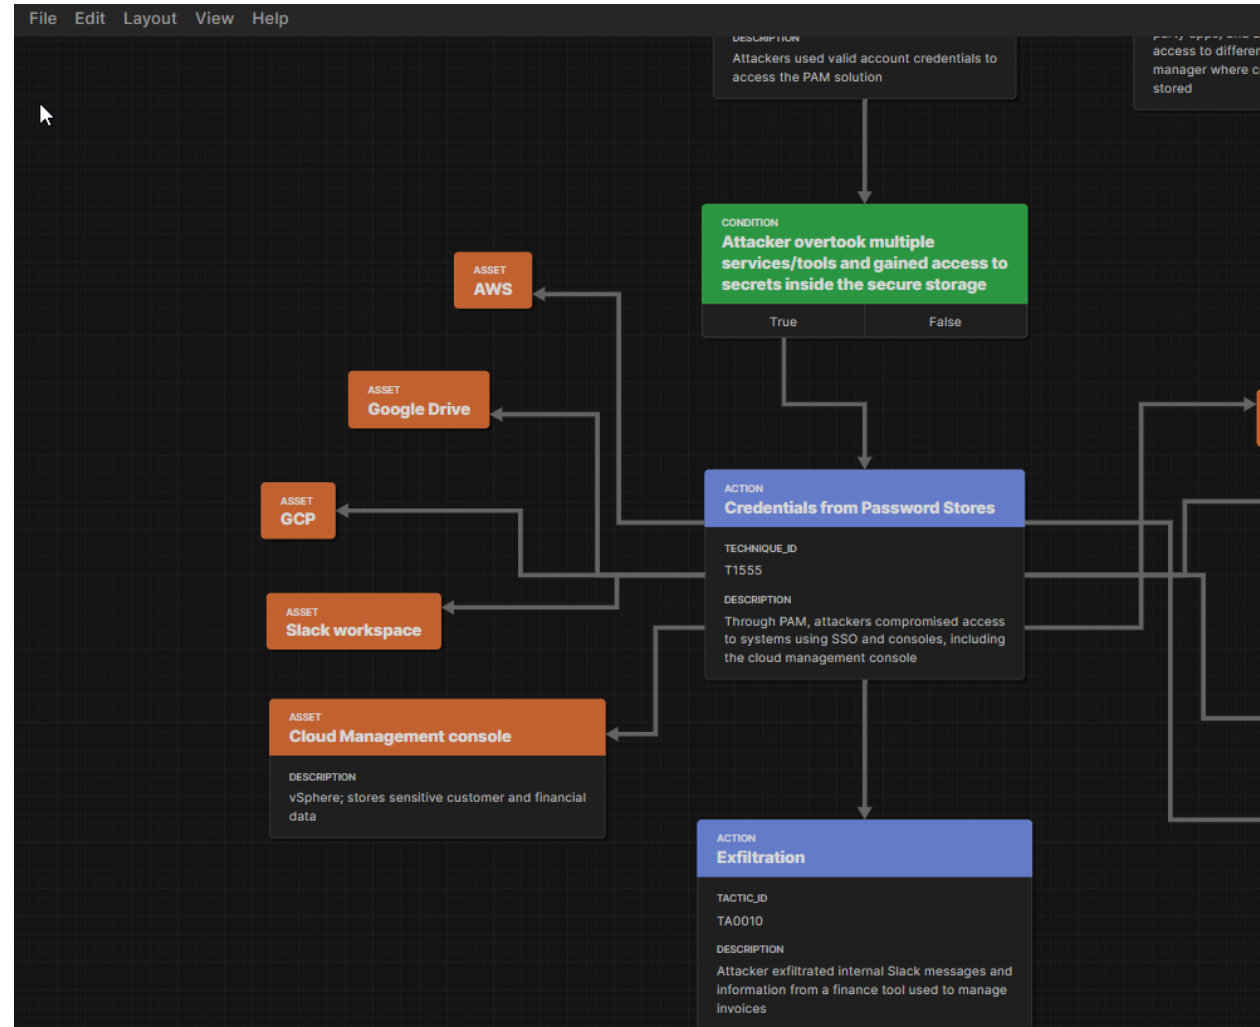 File Edit Layout View Help
DESCRIPTION
Attackers used valid account credentials to
access the PAM solution
party apps, and
access to differen
manager where c
stored
CONDITION
Attacker overtook multiple
services/tools and gained access to
secrets inside the secure storage
True False
ASSET
AWS
ASSET
Google Drive
ASSET
GCP
ASSET
Slack workspace
ASSET
Cloud Management console
DESCRIPTION
vSphere; stores sensitive customer and financial
data
ACTION
Credentials from Password Stores
TECHNIQUE_ID
T1555
DESCRIPTION
Through PAM, attackers compromised access
to systems using SSO and consoles, including
the cloud management console
ACTION
Exfiltration
TACTIC_ID
TA0010
DESCRIPTION
Attacker exfiltrated internal Slack messages and
information from a finance tool used to manage
invoices